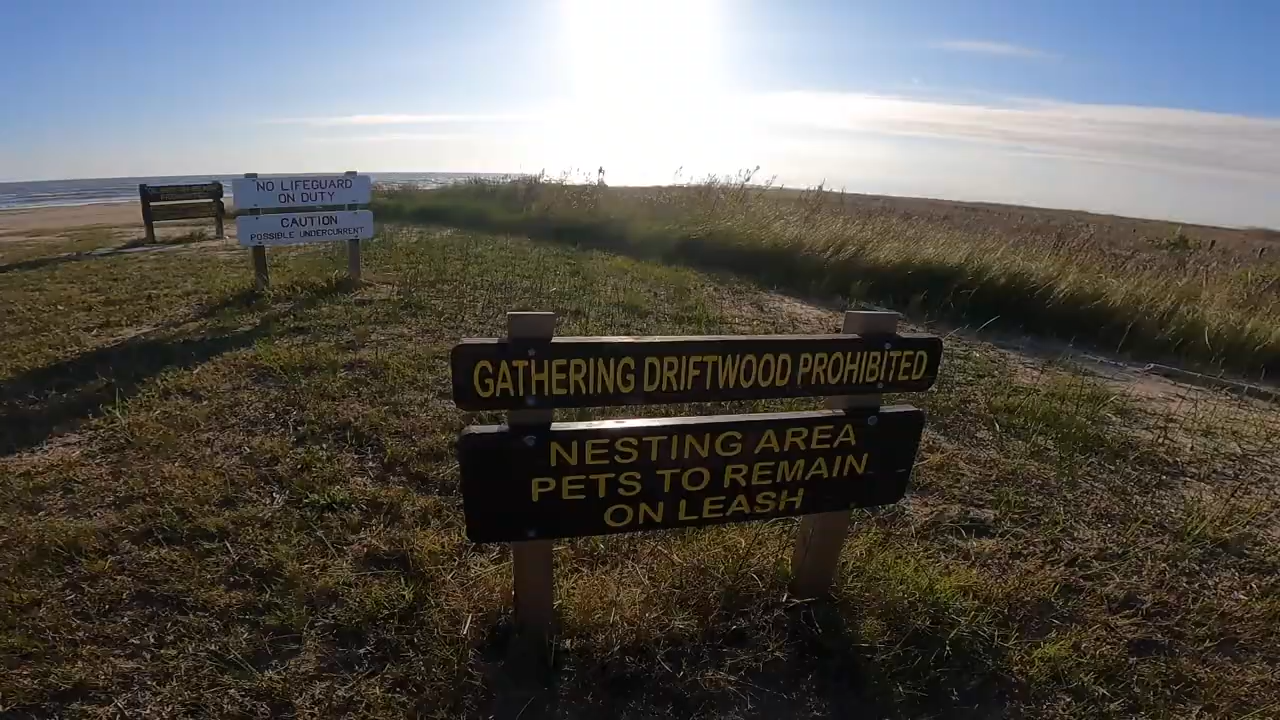 NO LIFEGUARD
ON DUTY
CAUTION
POSSIBLE UNDERCURRENT
GATHERING DRIFTWOOD PROHIBITED
NESTING AREA
PETS TO REMAIN
ON LEASH